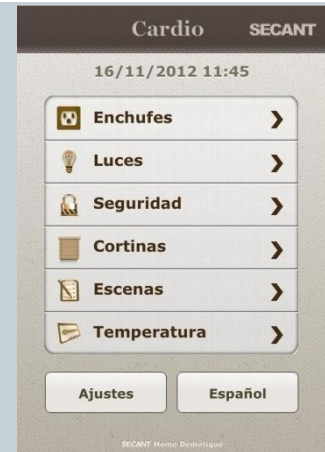 Cardio SECANT
16/11/2012 11:45
Enchufes
Luces
Seguridad
Cortinas
Escenas
Temperatura
Ajustes Español
SECANT Home Domotique